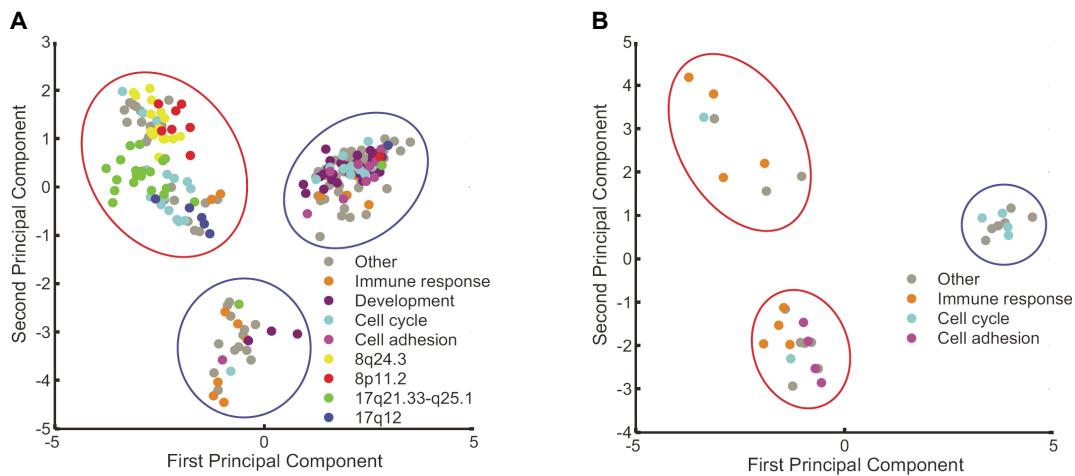 A
Second Principal Component
3
2
1
0
-1
-2
-3
-4
-5
-5
0
5
First Principal Component
Other
Immune response
Development
Cell cycle
Cell adhesion
8q24.3
8p11.2
17q21.33-q25.1
17q12
B
Second Principal Component
5
4
3
2
1
0
-1
-2
-3
-4
-5
0
5
First Principal Component
Other
Immune response
Cell cycle
Cell adhesion